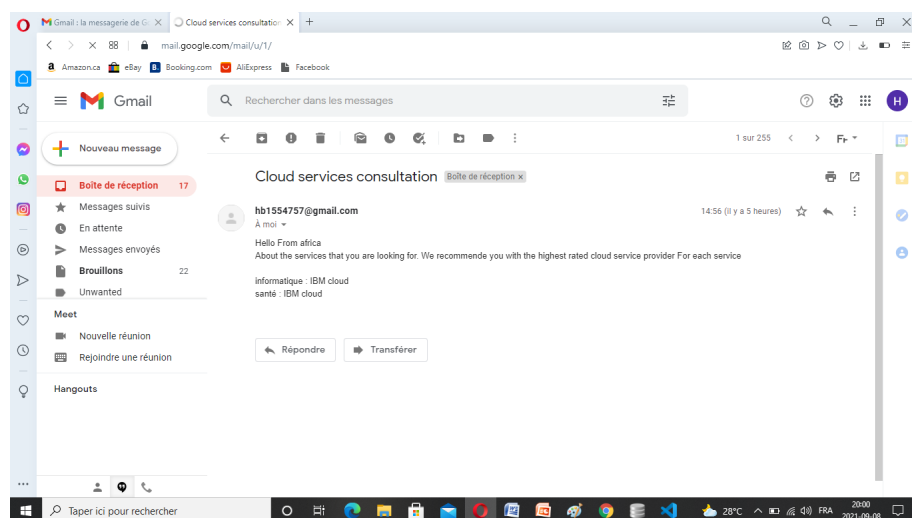 Gmail : la messagerie de G
Cloud services consultation
mail.google.com/mail/u/1/
Amazon.ca eBay Booking.com AliExpress Facebook
Gmail
Rechercher dans les messages
H
Nouveau message
1 sur 255
Boîte de réception 17
Messages suivis
En attente
Messages envoyés
Brouillons 22
Unwanted
Meet
Nouvelle réunion
Rejoindre une réunion
Hangouts
Cloud services consultation Boîte de réception x
hb1554757@gmail.com 14:56 (il y a 5 heures)
À moi
Hello From africa
About the services that you are looking for. We recommende you with the highest rated cloud service provider For each service
informatique : IBM cloud
santé : IBM cloud
Répondre Transférer
Taper ici pour rechercher
28°C FRA 20:00
2021-09-08